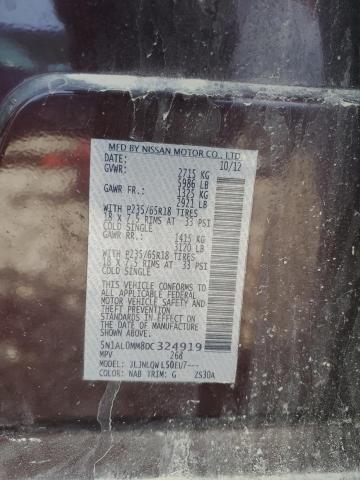 MFD BY NISSAN MOTOR CO., LTD.
DATE: 10/12
GVWR: 2715 KG
5986 LB
GAWR FR: 1325 KG
2921 LB
WITH P235/65R18 TIRES
18 X 7.5 RIMS AT 33 PSI
COLD SINGLE
GAWR RR: 1415 KG
3120 LB
WITH P235/65R18 TIRES
18 X 7.5 RIMS AT 33 PSI
COLD SINGLE
THIS VEHICLE CONFORMS TO
ALL APPLICABLE FEDERAL
MOTOR VEHICLE SAFETY AND
THEFT PREVENTION
STANDARDS IN EFFECT ON
THE DATE OF MANUFACTURE
SHOWN ABOVE.
5N1AL0MM8DC324919
MPV 268
MODEL: JLJNLQWL50EU7---
COLOR: NAB TRIM: G ZS30A